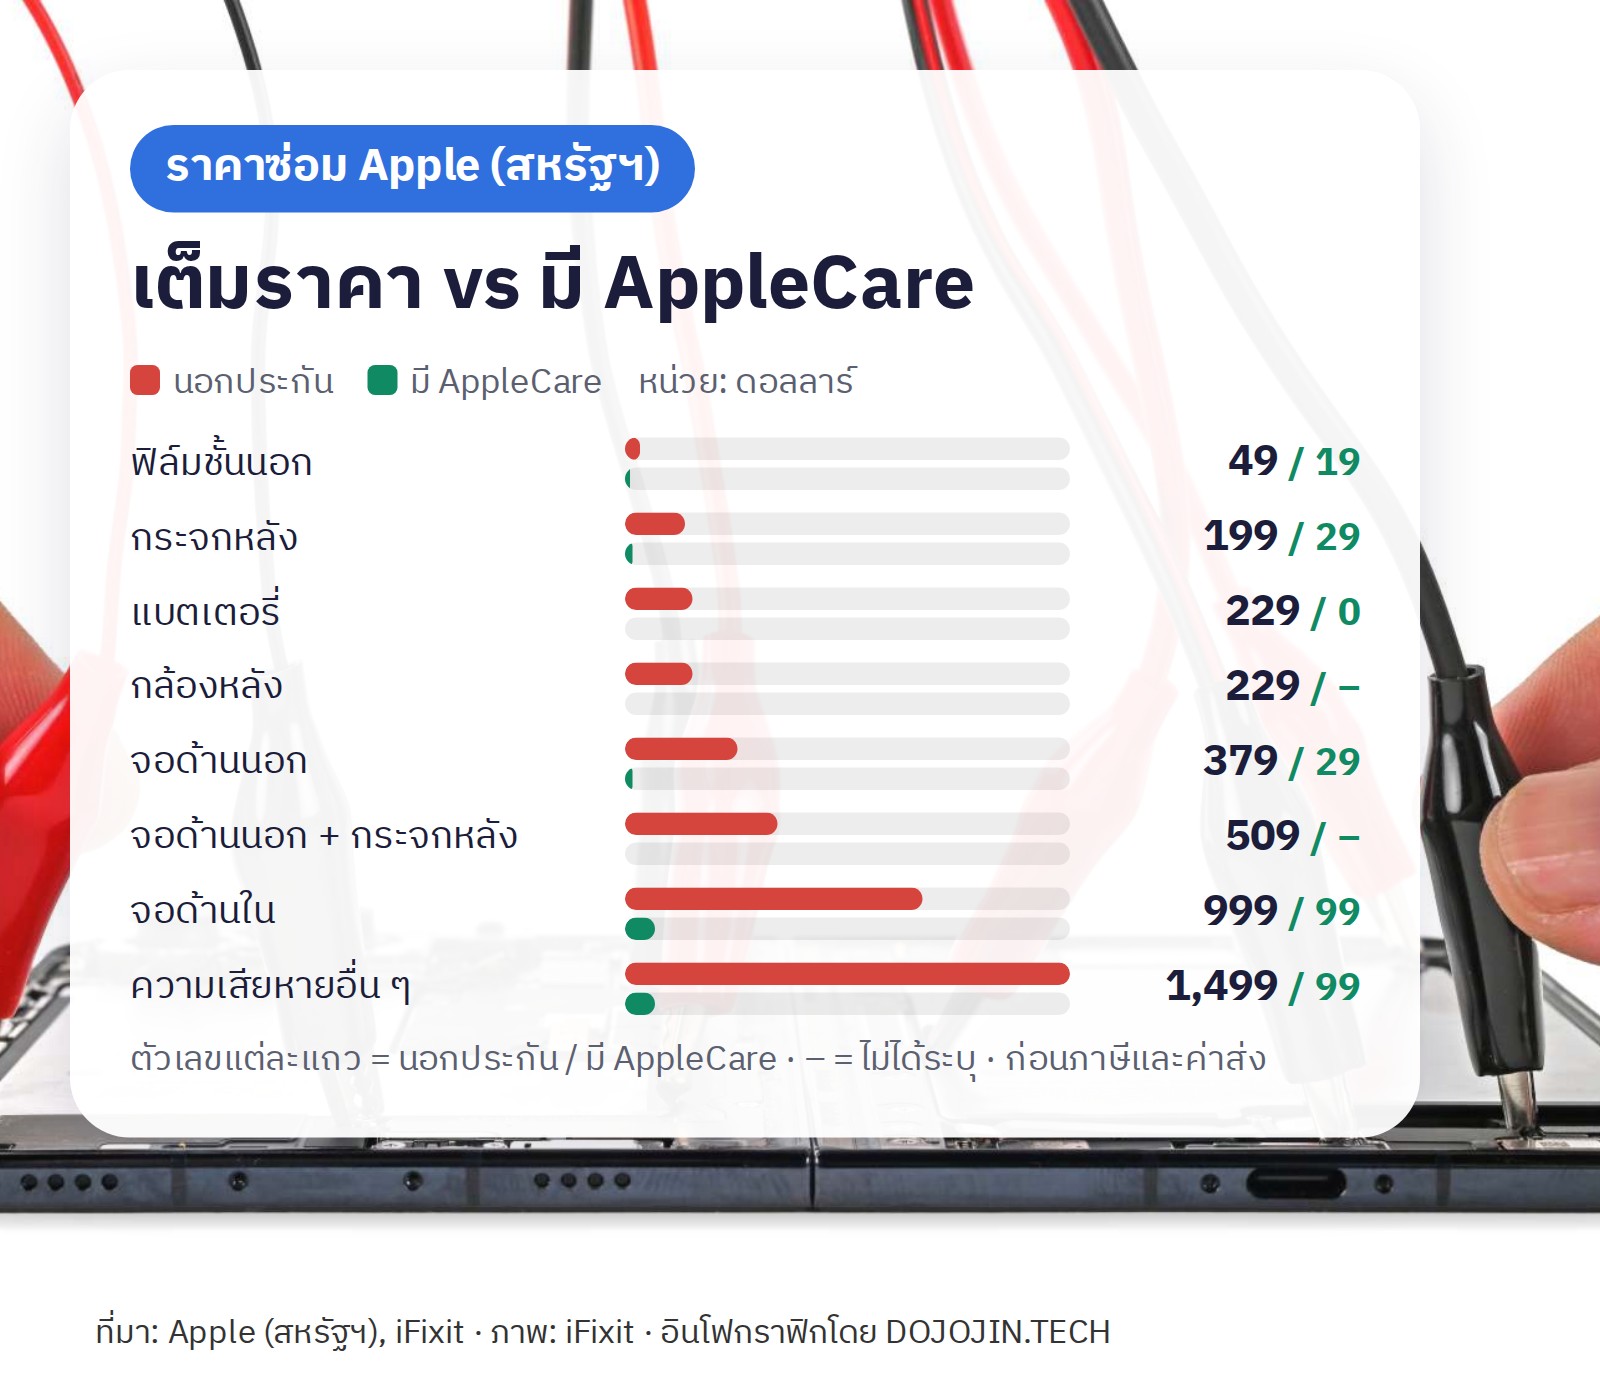 ราคาซ่อม Apple (สหรัฐฯ)
เต็มราคา vs มี AppleCare
นอกประกัน มี AppleCare หน่วย: ดอลลาร์
ฟิล์มชั้นนอก 49 / 19
กระจกหลัง 199 / 29
แบตเตอรี่ 229 / 0
กล้องหลัง 229 / –
จอด้านนอก 379 / 29
จอด้านนอก + กระจกหลัง 509 / –
จอด้านใน 999 / 99
ความเสียหายอื่น ๆ 1,499 / 99
ตัวเลขแต่ละแถว = นอกประกัน / มี AppleCare · – = ไม่ได้ระบุ · ก่อนภาษีและค่าส่ง
ที่มา: Apple (สหรัฐฯ), iFixit · ภาพ: iFixit · อินโฟกราฟิกโดย DOJOJIN.TECH